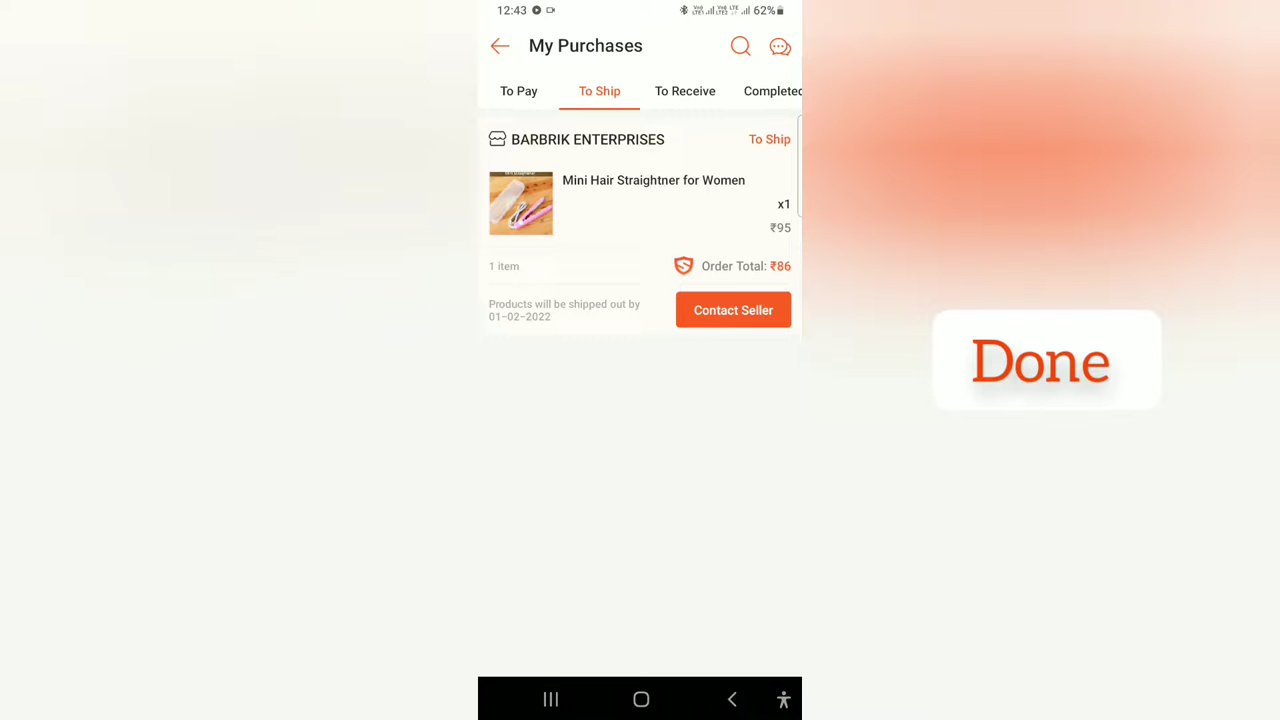 12:43
62%
My Purchases
To Pay
To Ship
To Receive
Completed
BARBRIK ENTERPRISES
To Ship
Mini Hair Straightner for Women
x1
₹95
1 item
Order Total: ₹86
Products will be shipped out by
01-02-2022
Contact Seller
Done